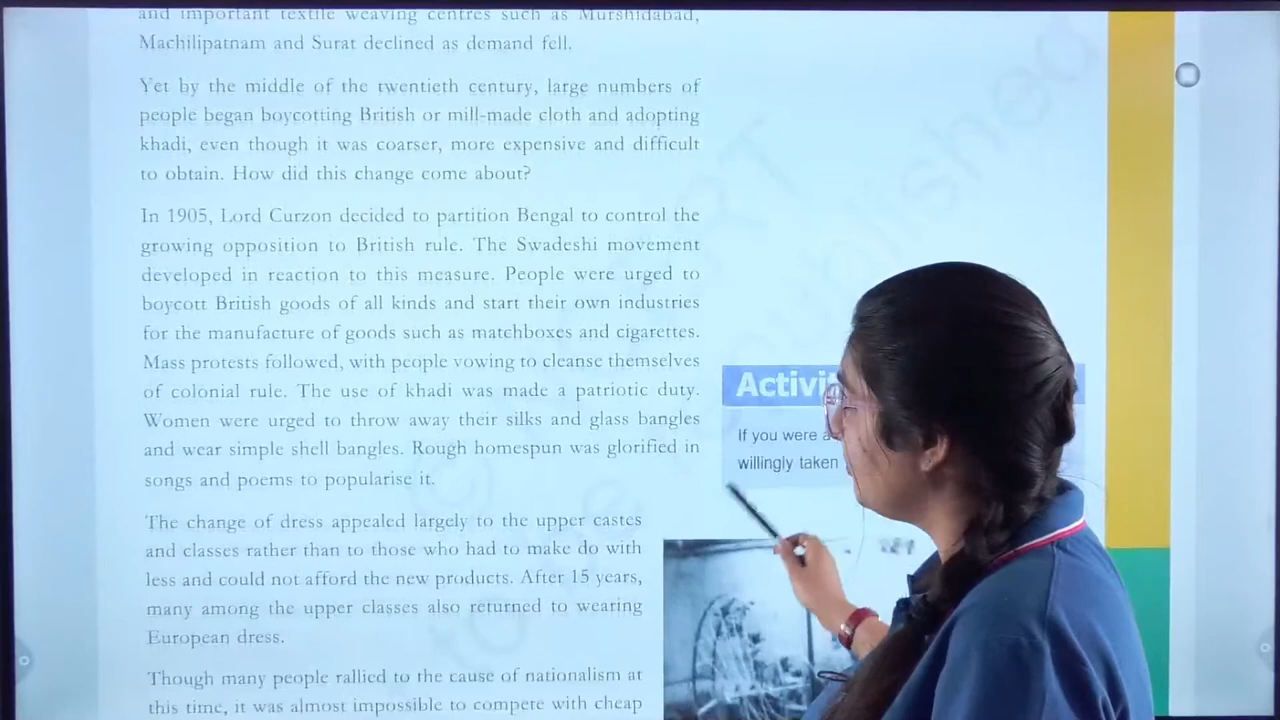 and important textile weaving centres such as Murshidabad,
Machilipatnam and Surat declined as demand fell.
Yet by the middle of the twentieth century, large numbers of
people began boycotting British or mill-made cloth and adopting
khadi, even though it was coarser, more expensive and difficult
to obtain. How did this change come about?
In 1905, Lord Curzon decided to partition Bengal to control the
growing opposition to British rule. The Swadeshi movement
developed in reaction to this measure. People were urged to
boycott British goods of all kinds and start their own industries
for the manufacture of goods such as matchboxes and cigarettes.
Mass protests followed, with people vowing to cleanse themselves
of colonial rule. The use of khadi was made a patriotic duty.
Women were urged to throw away their silks and glass bangles
and wear simple shell bangles. Rough homespun was glorified in
songs and poems to popularise it.
The change of dress appealed largely to the upper castes
and classes rather than to those who had to make do with
less and could not afford the new products. After 15 years,
many among the upper classes also returned to wearing
European dress.
Though many people rallied to the cause of nationalism at
this time, it was almost impossible to compete with cheap
Activi
If you were a
willingly taken